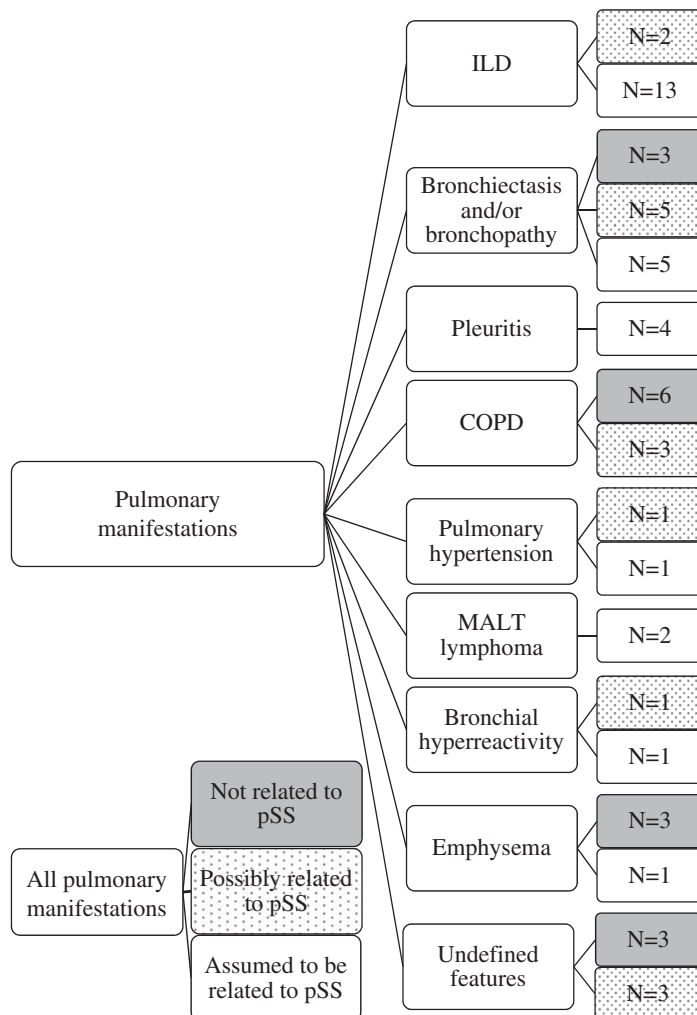 ILD
N=2
N=13
Bronchiectasis
and/or
bronchopathy
N=3
N=5
N=5
Pleuritis
N=4
COPD
N=6
N=3
Pulmonary
manifestations
Pulmonary
hypertension
N=1
N=1
MALT
lymphoma
N=2
Bronchial
hyperreactivity
N=1
N=1
Emphysema
N=3
N=1
Undefined
features
N=3
N=3
All pulmonary
manifestations
Not related to
pSS
Possibly related
to pSS
Assumed to be
related to pSS